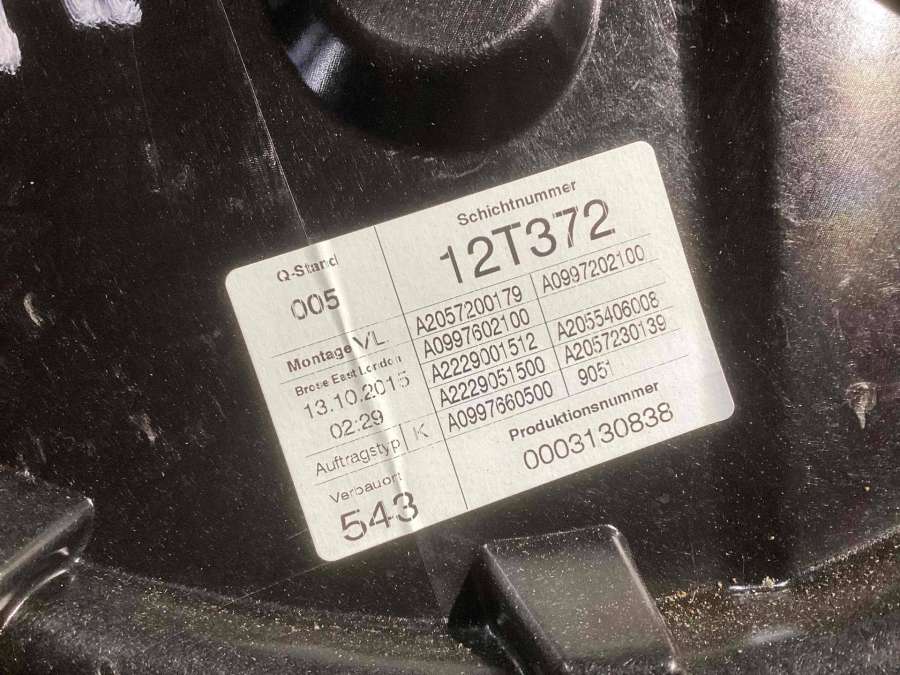 Q-Stand
005
Schichtnummer
12T372
Montage VL
Brose East London
13.10.2015
02:29
Auftragstyp K
Verbauort
543
A2057200179 A0997202100
A0997602100
A2229001512 A2055406008
A2229051500 A2057230139
A0997660500 9051
Produktionsnummer
0003130838